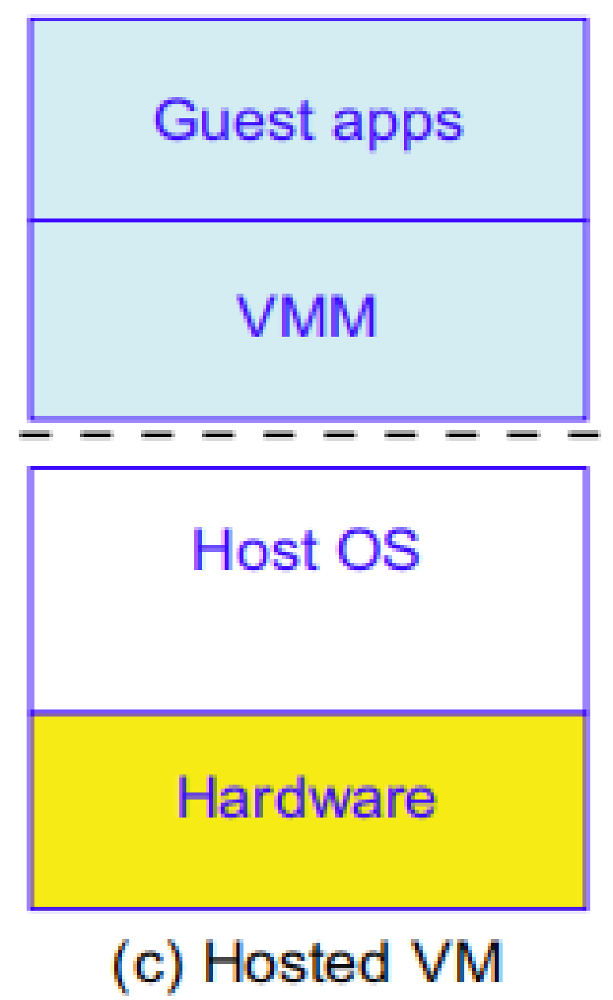 Guest apps
VMM
Host OS
Hardware
(c) Hosted VM